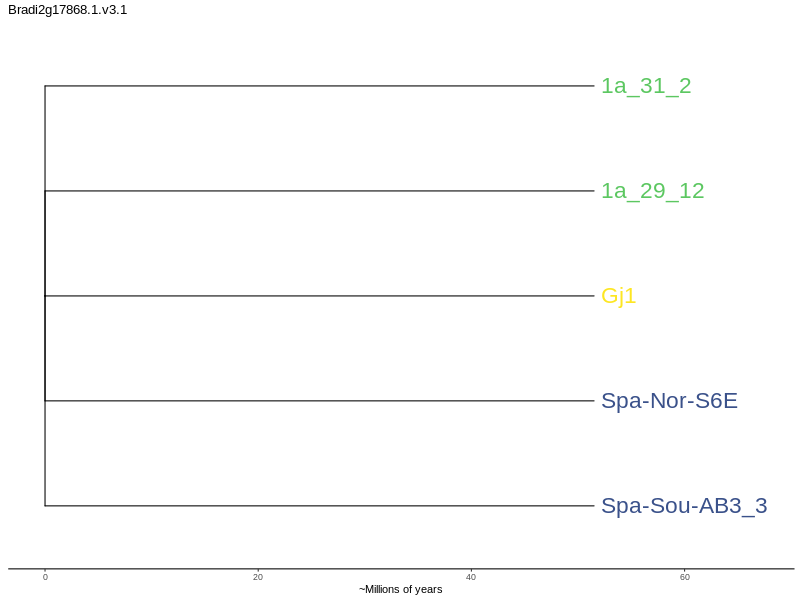 Bradi2g17868.1.v3.1
1a_31_2
1a_29_12
Gj1
Spa-Nor-S6E
Spa-Sou-AB3_3
0 20 40 60
~Millions of years